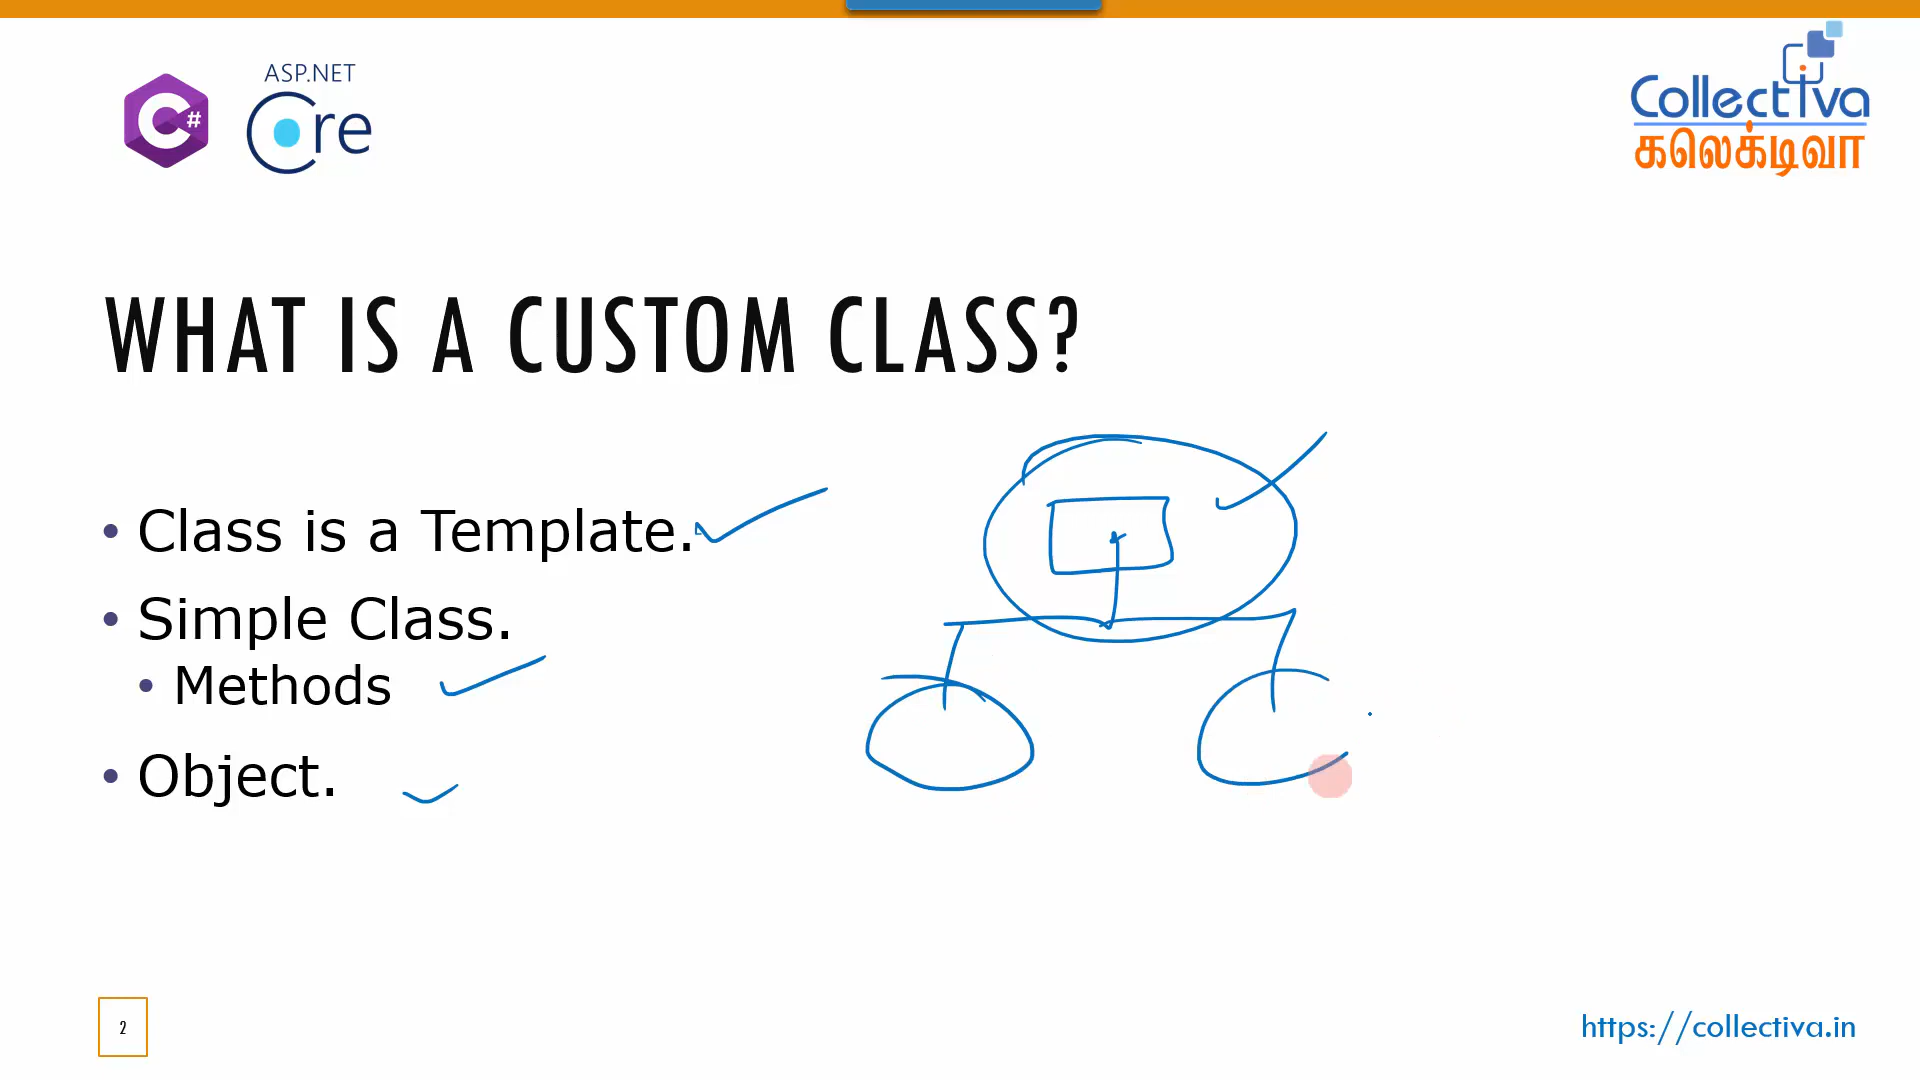 ASP.NET
C# Core
Collectiva
கலெக்டிவா
WHAT IS A CUSTOM CLASS?
• Class is a Template.
• Simple Class.
• Methods
• Object.
2
https://collectiva.in